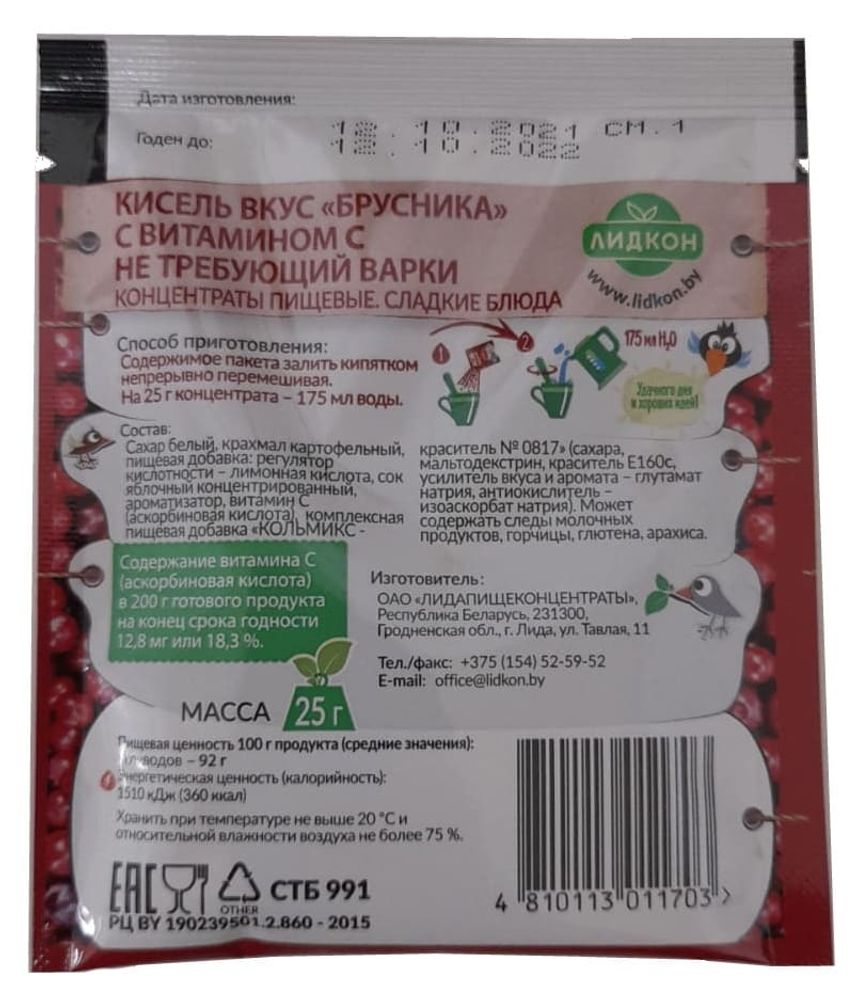 Дата изготовления:
12.10.2021 СМ.1
Годен до:
12.10.2022
КИСЕЛЬ ВКУС «БРУСНИКА»
С ВИТАМИНОМ С
НЕ ТРЕБУЮЩИЙ ВАРКИ
КОНЦЕНТРАТЫ ПИЩЕВЫЕ. СЛАДКИЕ БЛЮДА
ЛИДКОН
www.lidkon.by
Способ приготовления:
Содержимое пакета залить кипятком
непрерывно перемешивая.
На 25 г концентрата – 175 мл воды.
1
2
175 мл H₂O
Удачного дня
и хороших идей!
Состав:
Сахар белый, крахмал картофельный,
пищевая добавка: регулятор
кислотности – лимонная кислота, сок
яблочный концентрированный,
ароматизатор, витамин С
(аскорбиновая кислота), комплексная
пищевая добавка «КОЛЬМИКС -
краситель № 0817» (сахара,
мальтодекстрин, краситель Е160с,
усилитель вкуса и аромата – глутамат
натрия, антиокислитель –
изоаскорбат натрия). Может
содержать следы молочных
продуктов, горчицы, глютена, арахиса.
Содержание витамина С
(аскорбиновая кислота)
в 200 г готового продукта
на конец срока годности
12,8 мг или 18,3 %.
Изготовитель:
ОАО «ЛИДАПИЩЕКОНЦЕНТРАТЫ»,
Республика Беларусь, 231300,
Гродненская обл., г. Лида, ул. Тавлая, 11
Тел./факс: +375 (154) 52-59-52
E-mail: office@lidkon.by
МАССА 25 г
Пищевая ценность 100 г продукта (средние значения):
углеводов – 92 г
Энергетическая ценность (калорийность):
1510 кДж (360 ккал)
Хранить при температуре не выше 20 °С и
относительной влажности воздуха не более 75 %.
EAC
OTHER
СТБ 991
РЦ BY 190239501.2.860 - 2015
4 810113 011703 >